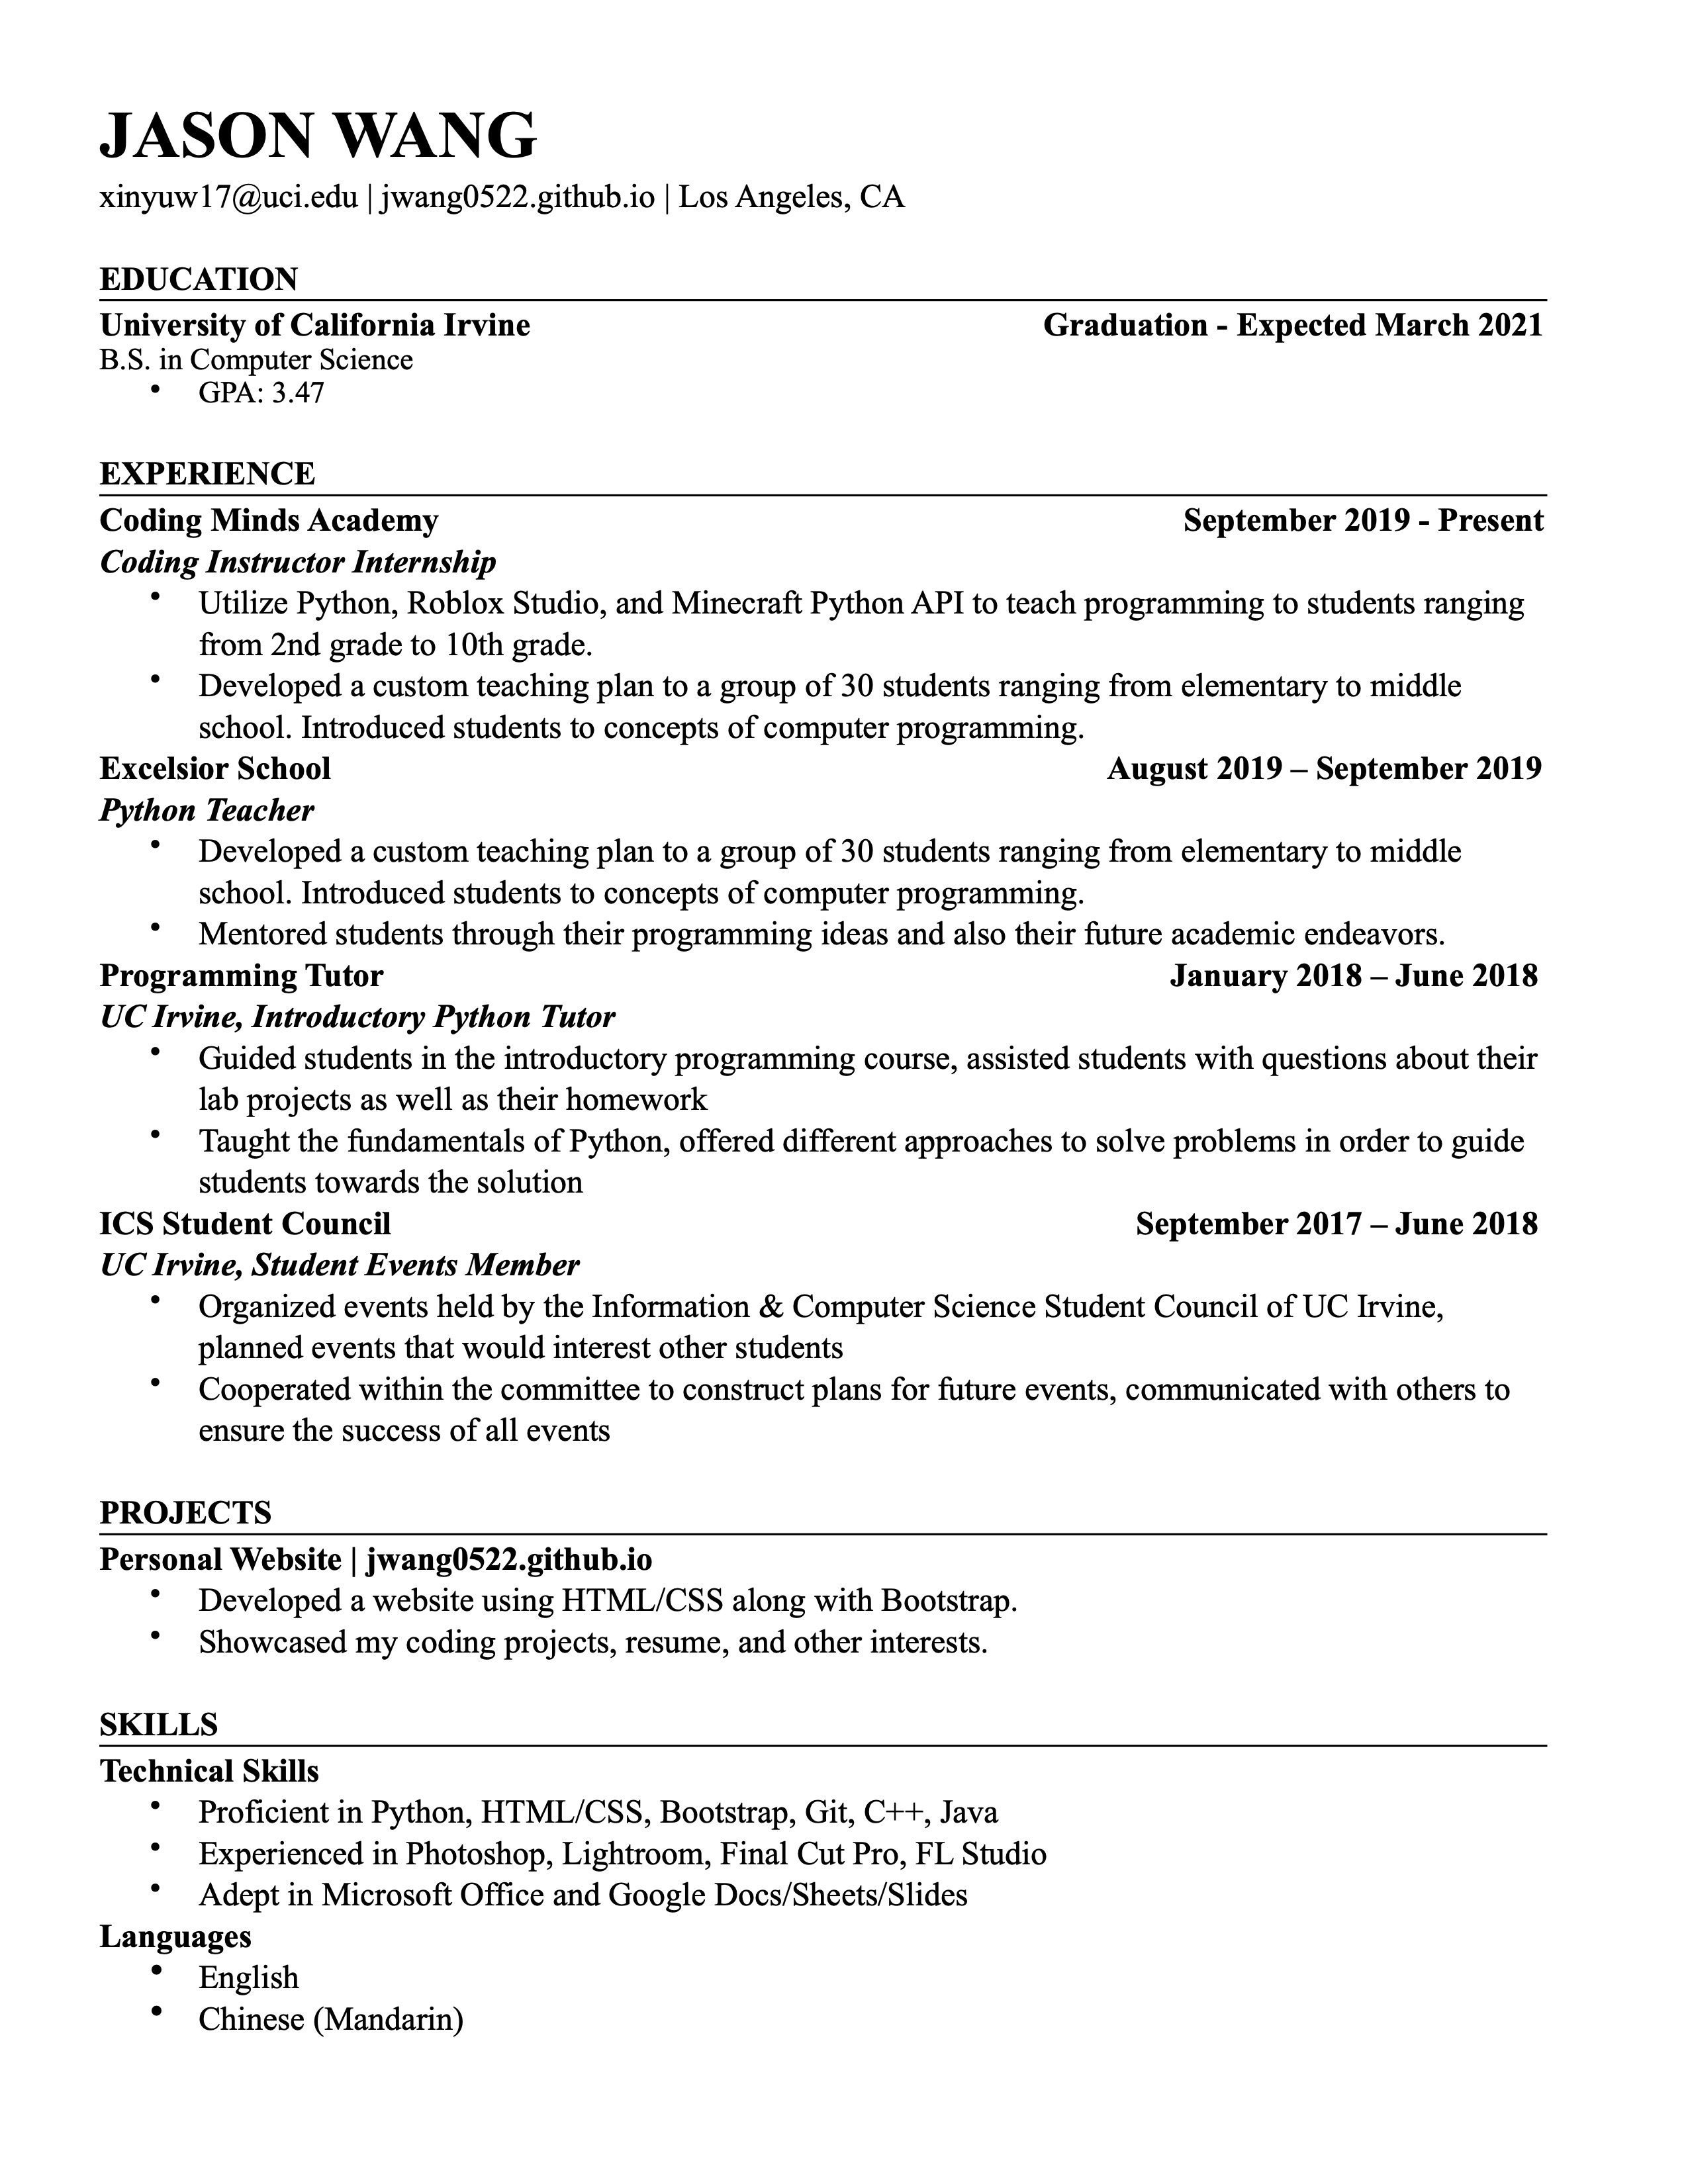 JASON WANG
xinyuw17@uci.edu | jwang0522.github.io | Los Angeles, CA
EDUCATION
University of California Irvine Graduation - Expected March 2021
B.S. in Computer Science
• GPA: 3.47
EXPERIENCE
Coding Minds Academy September 2019 - Present
Coding Instructor Internship
• Utilize Python, Roblox Studio, and Minecraft Python API to teach programming to students ranging
from 2nd grade to 10th grade.
• Developed a custom teaching plan to a group of 30 students ranging from elementary to middle
school. Introduced students to concepts of computer programming.
Excelsior School August 2019 – September 2019
Python Teacher
• Developed a custom teaching plan to a group of 30 students ranging from elementary to middle
school. Introduced students to concepts of computer programming.
• Mentored students through their programming ideas and also their future academic endeavors.
Programming Tutor January 2018 – June 2018
UC Irvine, Introductory Python Tutor
• Guided students in the introductory programming course, assisted students with questions about their
lab projects as well as their homework
• Taught the fundamentals of Python, offered different approaches to solve problems in order to guide
students towards the solution
ICS Student Council September 2017 – June 2018
UC Irvine, Student Events Member
• Organized events held by the Information & Computer Science Student Council of UC Irvine,
planned events that would interest other students
• Cooperated within the committee to construct plans for future events, communicated with others to
ensure the success of all events
PROJECTS
Personal Website | jwang0522.github.io
• Developed a website using HTML/CSS along with Bootstrap.
• Showcased my coding projects, resume, and other interests.
SKILLS
Technical Skills
• Proficient in Python, HTML/CSS, Bootstrap, Git, C++, Java
• Experienced in Photoshop, Lightroom, Final Cut Pro, FL Studio
• Adept in Microsoft Office and Google Docs/Sheets/Slides
Languages
• English
• Chinese (Mandarin)